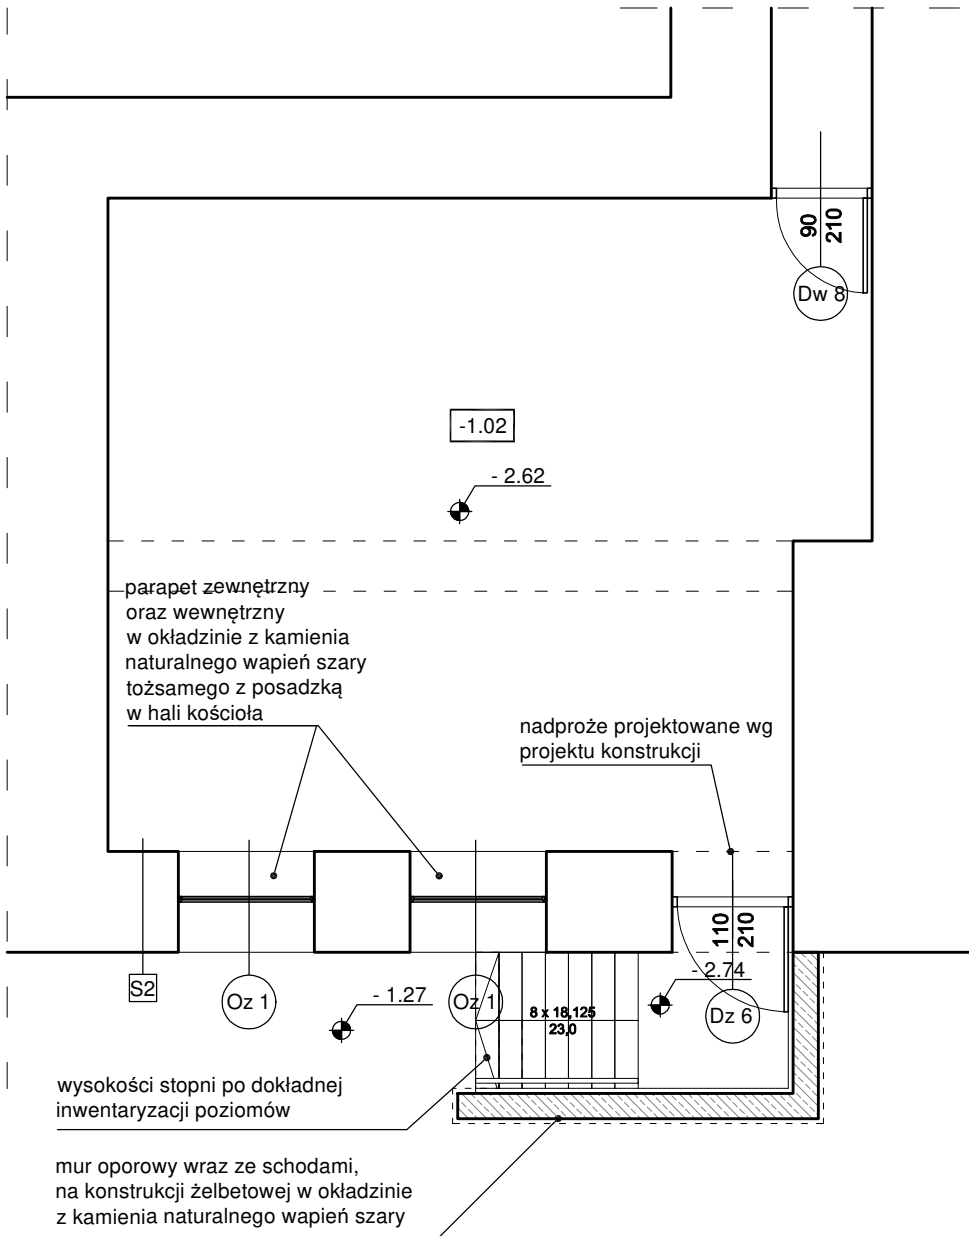 90
210
Dw 8
-1.02
- 2.62
parapet zewnętrzny
oraz wewnętrzny
w okładzinie z kamienia
naturalnego wapień szary
tożsamego z posadzką
w hali kościoła
nadproże projektowane wg
projektu konstrukcji
110
210
S2
Oz 1
- 1.27
Oz 1
8 x 18,125
23,0
- 2.74
Dz 6
wysokości stopni po dokładnej
inwentaryzacji poziomów
mur oporowy wraz ze schodami,
na konstrukcji żelbetowej w okładzinie
z kamienia naturalnego wapień szary